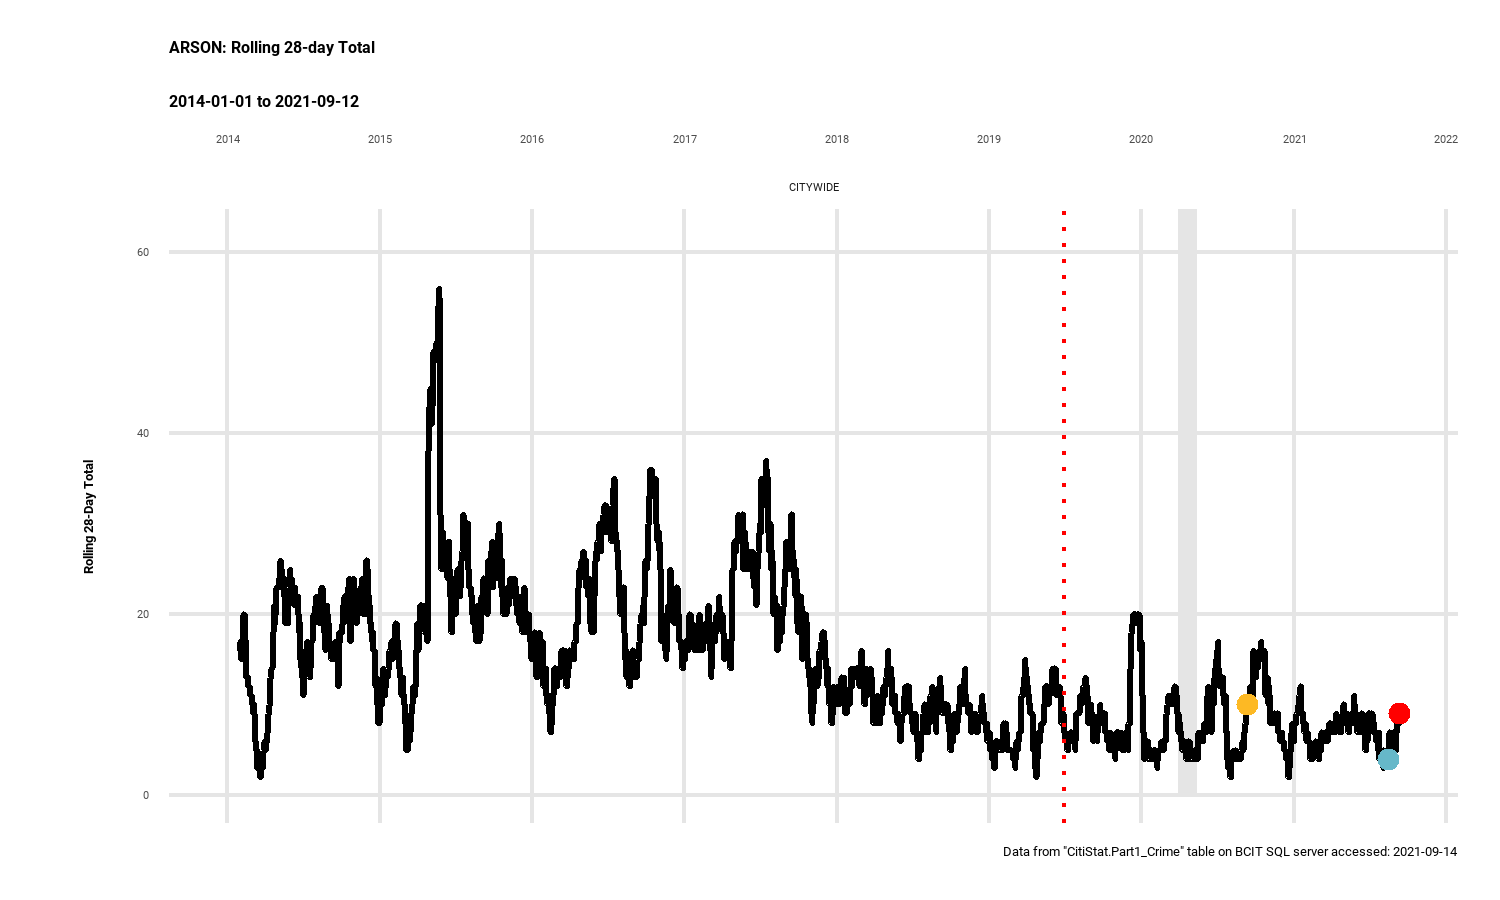 ARSON: Rolling 28-day Total
2014-01-01 to 2021-09-12
2014 2015 2016 2017 2018 2019 2020 2021 2022
CITYWIDE
60
40
20
0
Rolling 28-Day Total
Data from "CitiStat.Part1_Crime" table on BCIT SQL server accessed: 2021-09-14